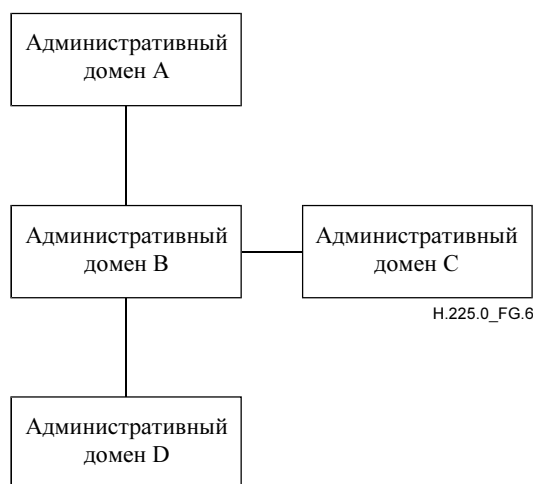 Административный
домен A
Административный
домен B
Административный
домен C
H.225.0_FG.6
Административный
домен D